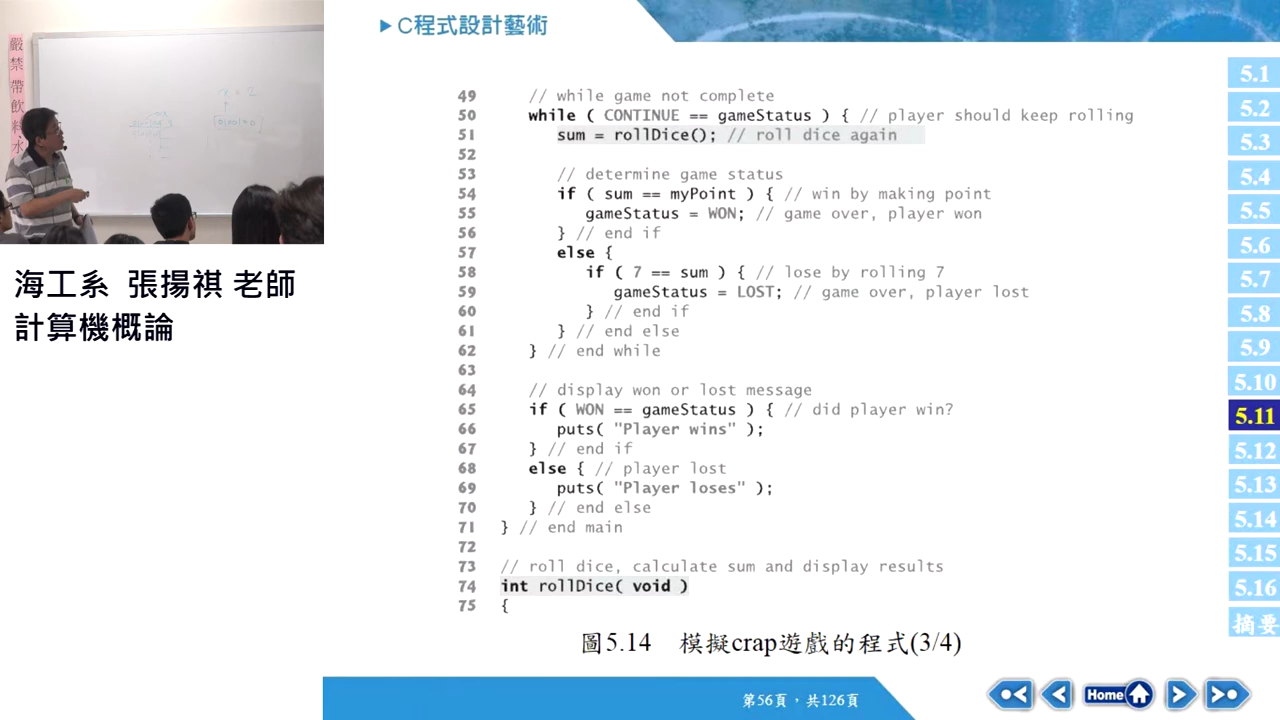 嚴禁帶飲料、水
x = 2
海工系 張揚祺 老師
計算機概論
C程式設計藝術
49 // while game not complete
50 while ( CONTINUE == gameStatus ) { // player should keep rolling
51 sum = rollDice(); // roll dice again
52
53 // determine game status
54 if ( sum == myPoint ) { // win by making point
55 gameStatus = WON; // game over, player won
56 } // end if
57 else {
58 if ( 7 == sum ) { // lose by rolling 7
59 gameStatus = LOST; // game over, player lost
60 } // end if
61 } // end else
62 } // end while
63
64 // display won or lost message
65 if ( WON == gameStatus ) { // did player win?
66 puts( "Player wins" );
67 } // end if
68 else { // player lost
69 puts( "Player loses" );
70 } // end else
71 } // end main
72
73 // roll dice, calculate sum and display results
74 int rollDice( void )
75 {
圖5.14 模擬crap遊戲的程式(3/4)
5.1
5.2
5.3
5.4
5.5
5.6
5.7
5.8
5.9
5.10
5.11
5.12
5.13
5.14
5.15
5.16
摘要
第56頁，共126頁
Home